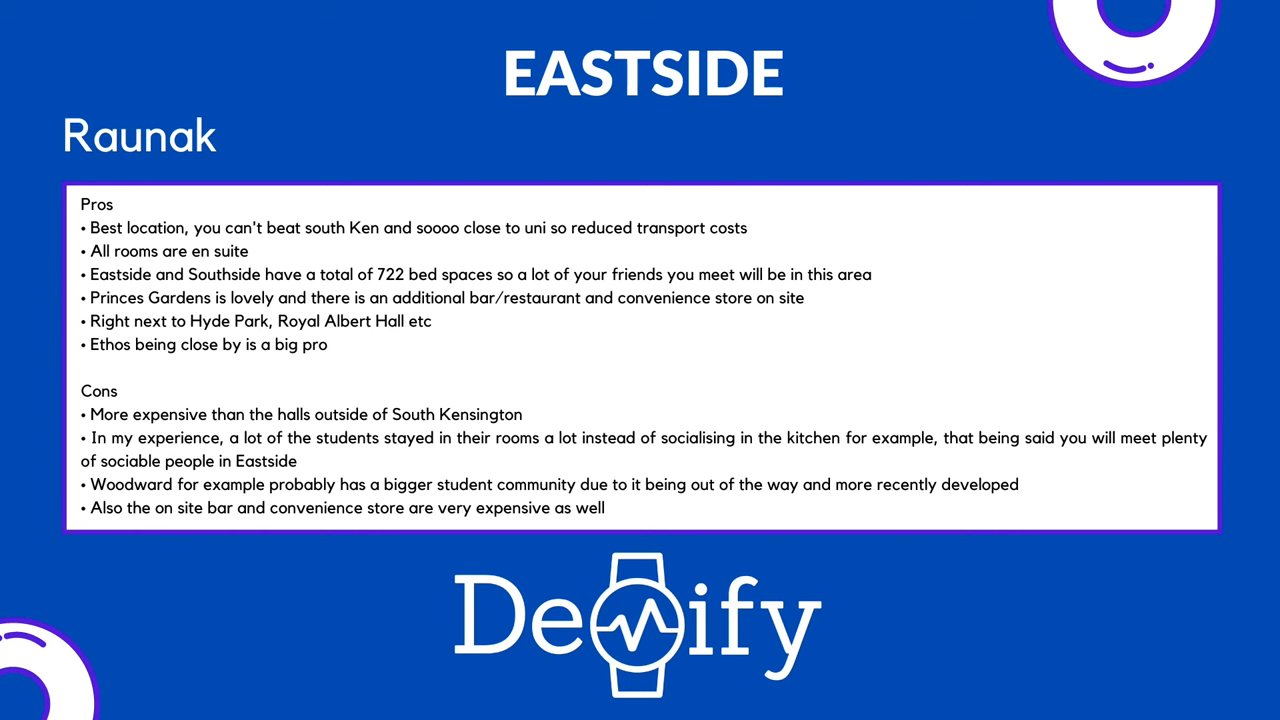 EASTSIDE
Raunak
Pros
• Best location, you can't beat south Ken and soooo close to uni so reduced transport costs
• All rooms are en suite
• Eastside and Southside have a total of 722 bed spaces so a lot of your friends you meet will be in this area
• Princes Gardens is lovely and there is an additional bar/restaurant and convenience store on site
• Right next to Hyde Park, Royal Albert Hall etc
• Ethos being close by is a big pro
Cons
• More expensive than the halls outside of South Kensington
• In my experience, a lot of the students stayed in their rooms a lot instead of socialising in the kitchen for example, that being said you will meet plenty
of sociable people in Eastside
• Woodward for example probably has a bigger student community due to it being out of the way and more recently developed
• Also the on site bar and convenience store are very expensive as well
De ify